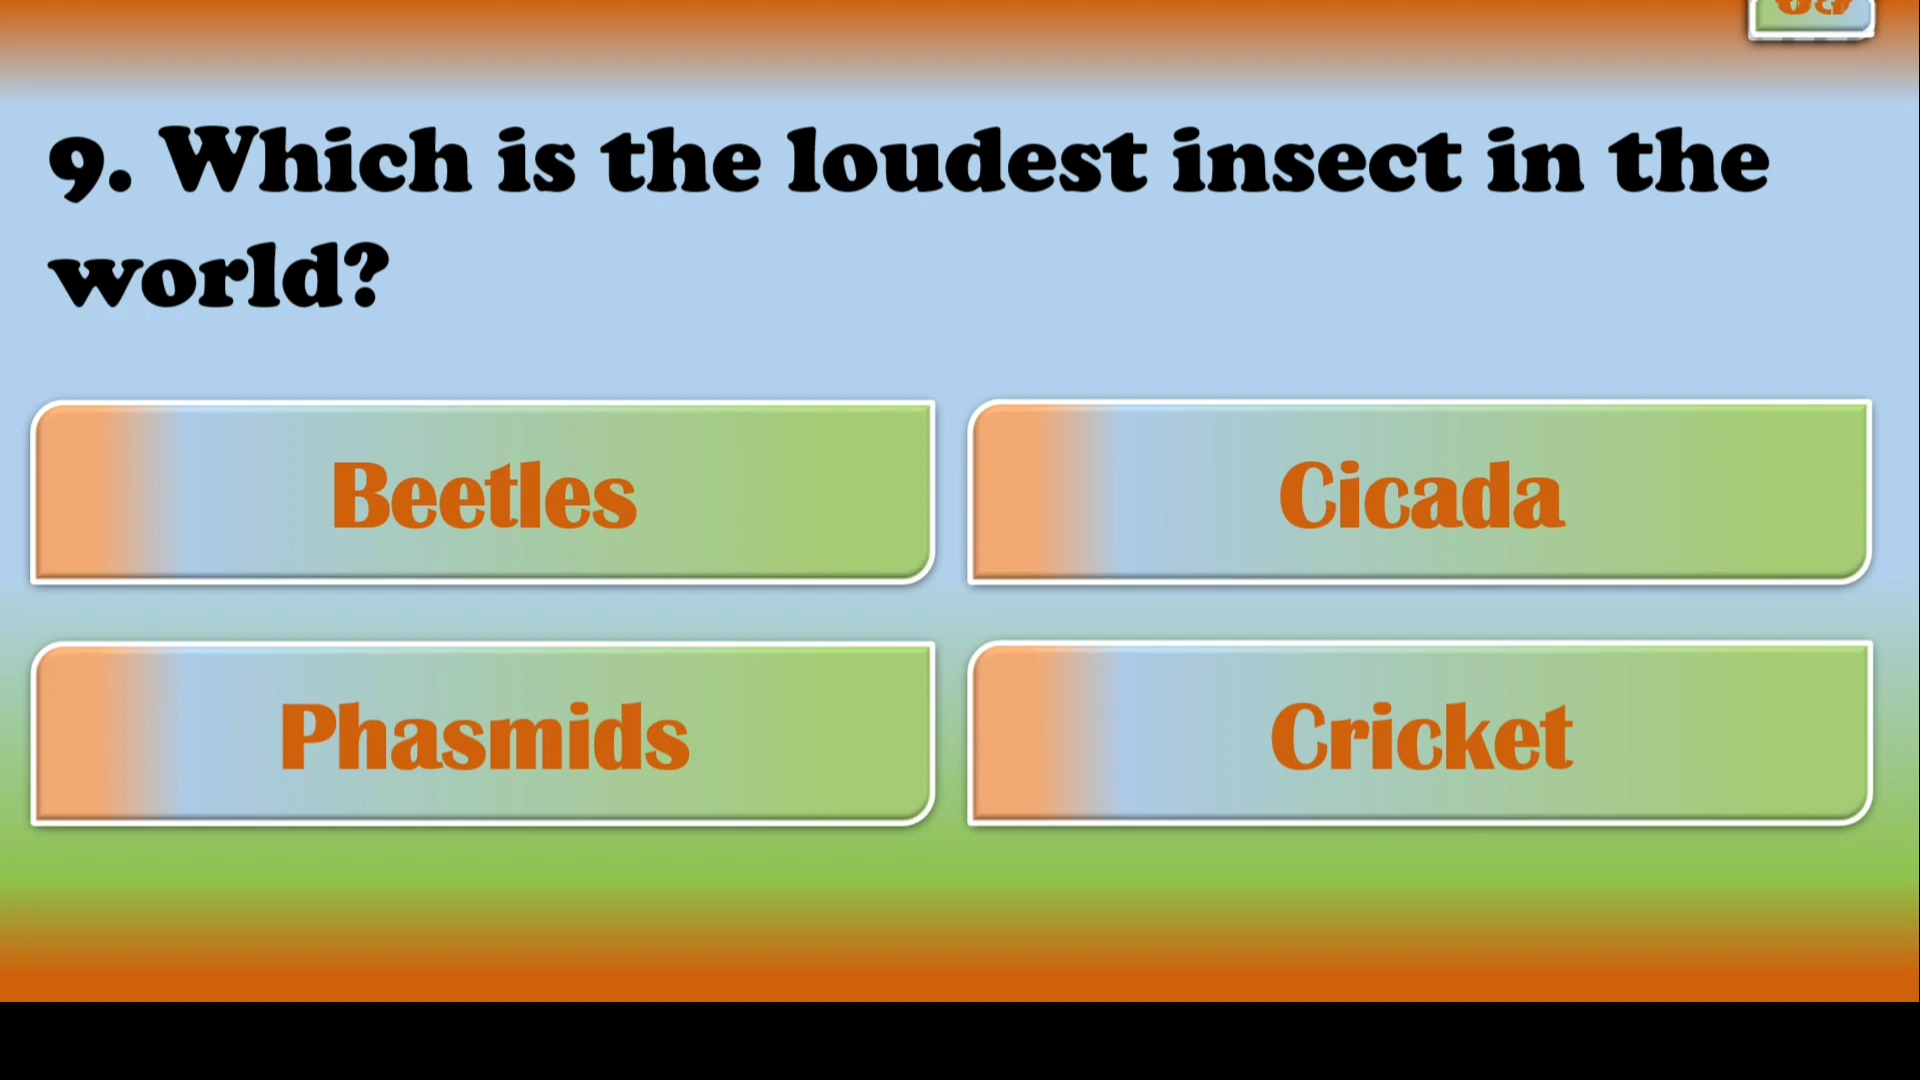 9. Which is the loudest insect in the
world?
Beetles
Cicada
Phasmids
Cricket